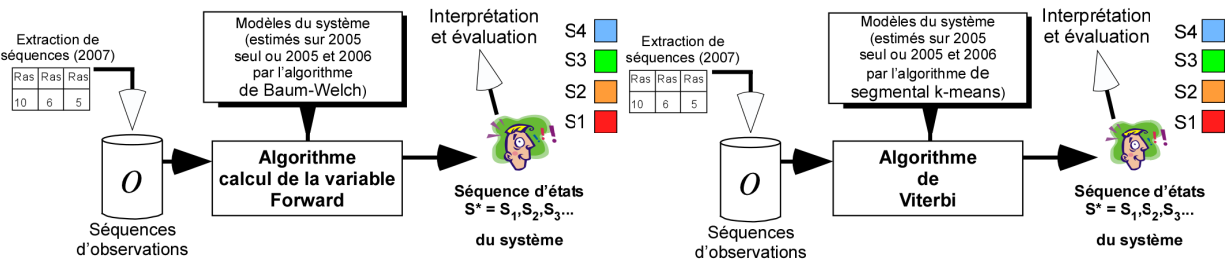 Extraction de
séquences (2007)
Ras Ras Ras
10 6 5
O
Séquences
d'observations
Modèles du système
(estimés sur 2005
seul ou 2005 et 2006
par l'algorithme
de Baum-Welch)
Algorithme
calcul de la variable
Forward
Interprétation
et évaluation
S4
S3
S2
S1
Séquence d'états
S* = S1,S2,S3...
du système
Extraction de
séquences (2007)
Ras Ras Ras
10 6 5
O
Séquences
d'observations
Modèles du système
(estimés sur 2005
seul ou 2005 et 2006
par l'algorithme de
segmental k-means)
Algorithme
de
Viterbi
Interprétation
et évaluation
S4
S3
S2
S1
Séquence d'états
S* = S1,S2,S3...
du système